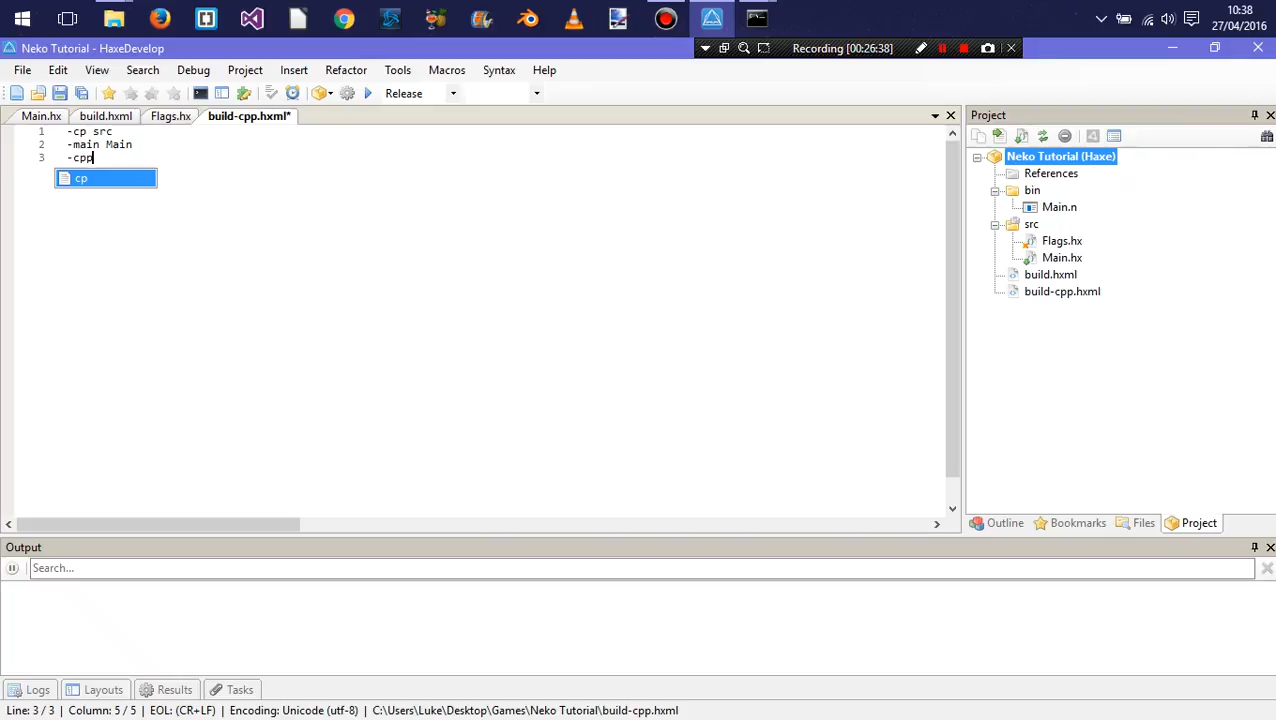 10:38
27/04/2016
Neko Tutorial - HaxeDevelop
Recording [00:26:38]
File Edit View Search Debug Project Insert Refactor Tools Macros Syntax Help
Release
Main.hx build.hxml Flags.hx build-cpp.hxml*
1 -cp src
2 -main Main
3 -cpp
cp
Project
Neko Tutorial (Haxe)
References
bin
Main.n
src
Flags.hx
Main.hx
build.hxml
build-cpp.hxml
Outline Bookmarks Files Project
Output
Search...
Logs Layouts Results Tasks
Line: 3 / 3 | Column: 5 / 5 | EOL: (CR+LF) | Encoding: Unicode (utf-8) | C:\Users\Luke\Desktop\Games\Neko Tutorial\build-cpp.hxml